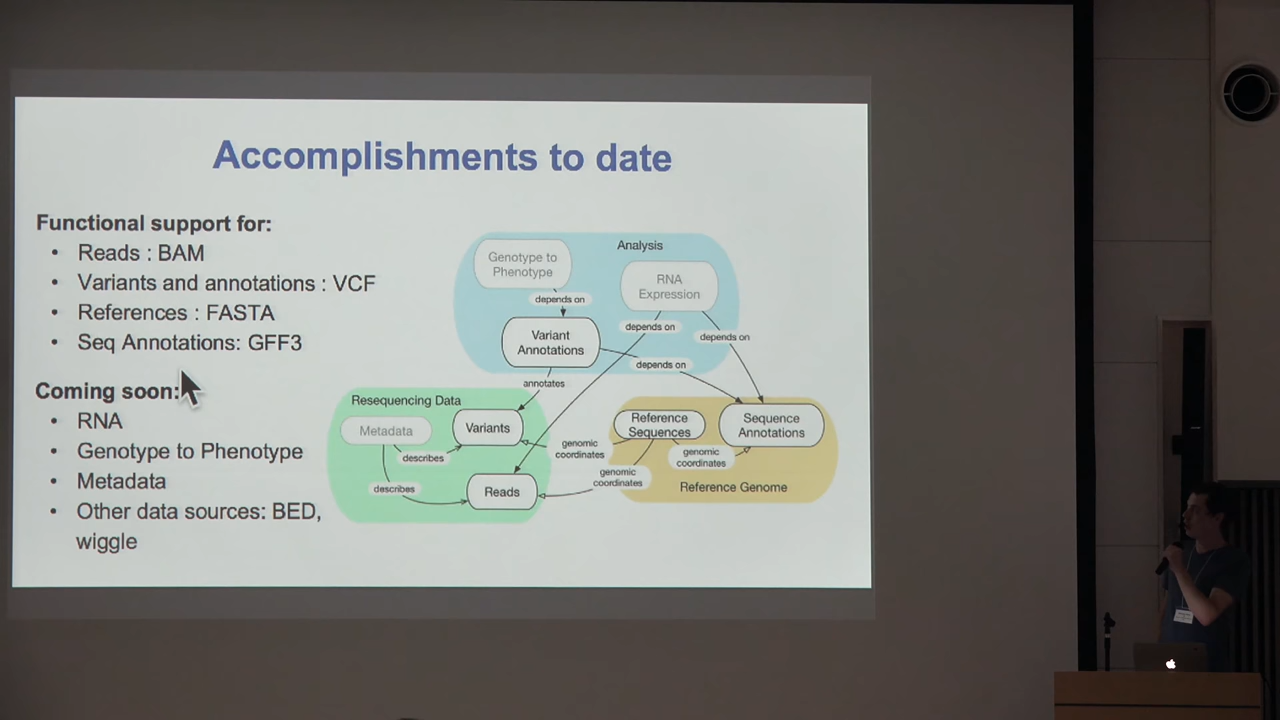 Accomplishments to date
Functional support for:
• Reads : BAM
• Variants and annotations : VCF
• References : FASTA
• Seq Annotations: GFF3
Coming soon:
• RNA
• Genotype to Phenotype
• Metadata
• Other data sources: BED,
wiggle
Analysis
Genotype to
Phenotype
RNA
Expression
depends on
Variant
Annotations
depends on
depends on
depends on
annotates
Resequencing Data
Metadata
Variants
describes
describes
Reads
genomic
coordinates
genomic
coordinates
Reference
Sequences
genomic
coordinates
Sequence
Annotations
Reference Genome